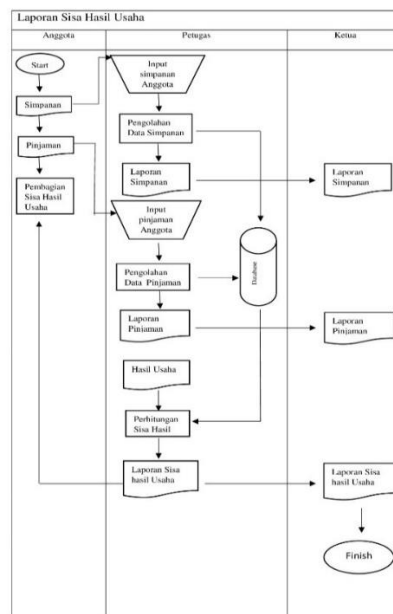 Laporan Sisa Hasil Usaha
Anggota
Petugas
Ketua
Start
Simpanan
Pinjaman
Pembagian
Sisa Hasil
Usaha
Input
simpanan
Anggota
Pengolahan
Data Simpanan
Laporan
Simpanan
Laporan
Simpanan
Input
pinjaman
Anggota
Pengolahan
Data Pinjaman
Database
Laporan
Pinjaman
Laporan
Pinjaman
Hasil Usaha
Perhitungan
Sisa Hasil
Laporan Sisa
hasil Usaha
Laporan Sisa
hasil Usaha
Finish